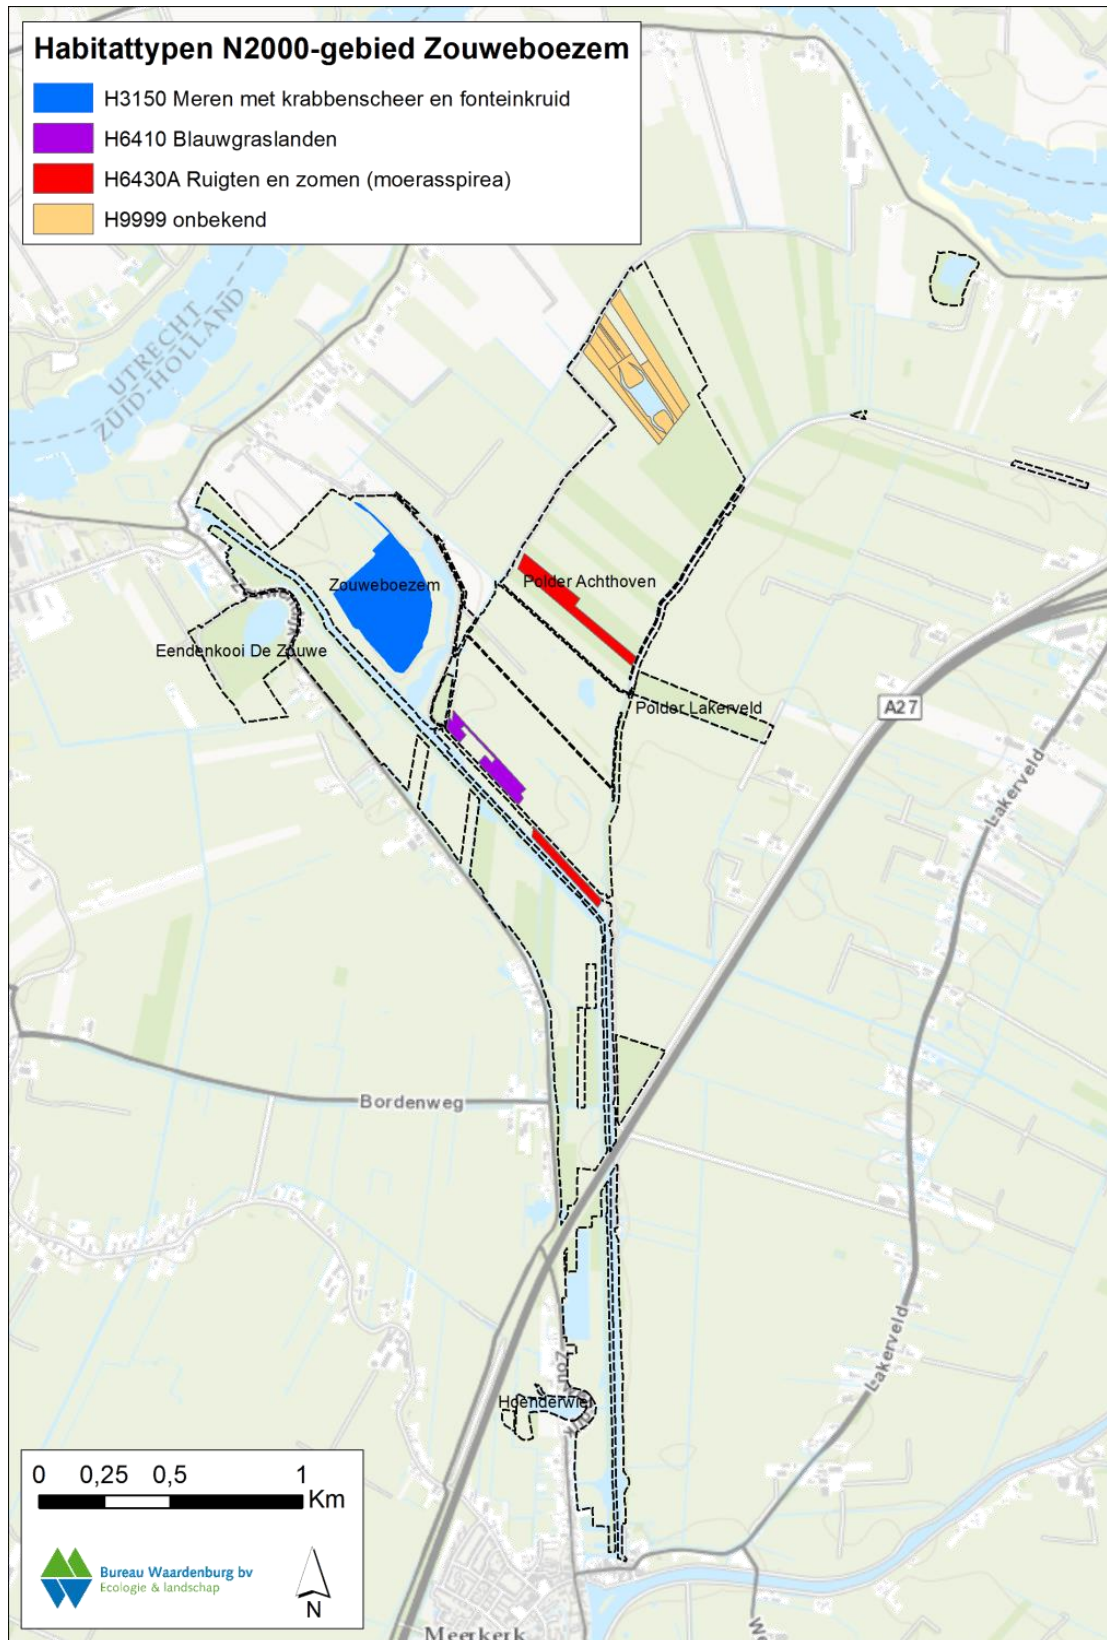 Habitattypen N2000-gebied Zouweboezem
H3150 Meren met krabbenscheer en fonteinkruid
H6410 Blauwgraslanden
H6430A Ruigten en zomen (moerasspirea)
H9999 onbekend
UTRECHT
ZUID-HOLLAND
Zouweboezem
Polder Achthoven
Eendenkooi De Zouwe
Polder Lakerveld
A27
Lakerveld
Bordenweg
Lakerveld
Hoenderwiel
0 0,25 0,5 1
Km
Bureau Waardenburg bv
Ecologie & landschap
N
Meerkerk